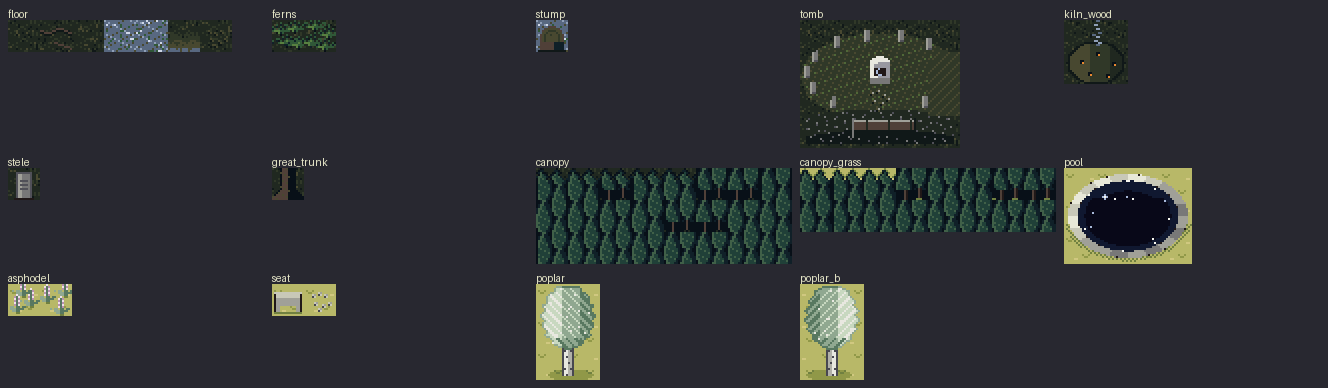 floor ferns stump tomb kiln_wood
stele great_trunk canopy canopy_grass pool
asphodel seat poplar poplar_b